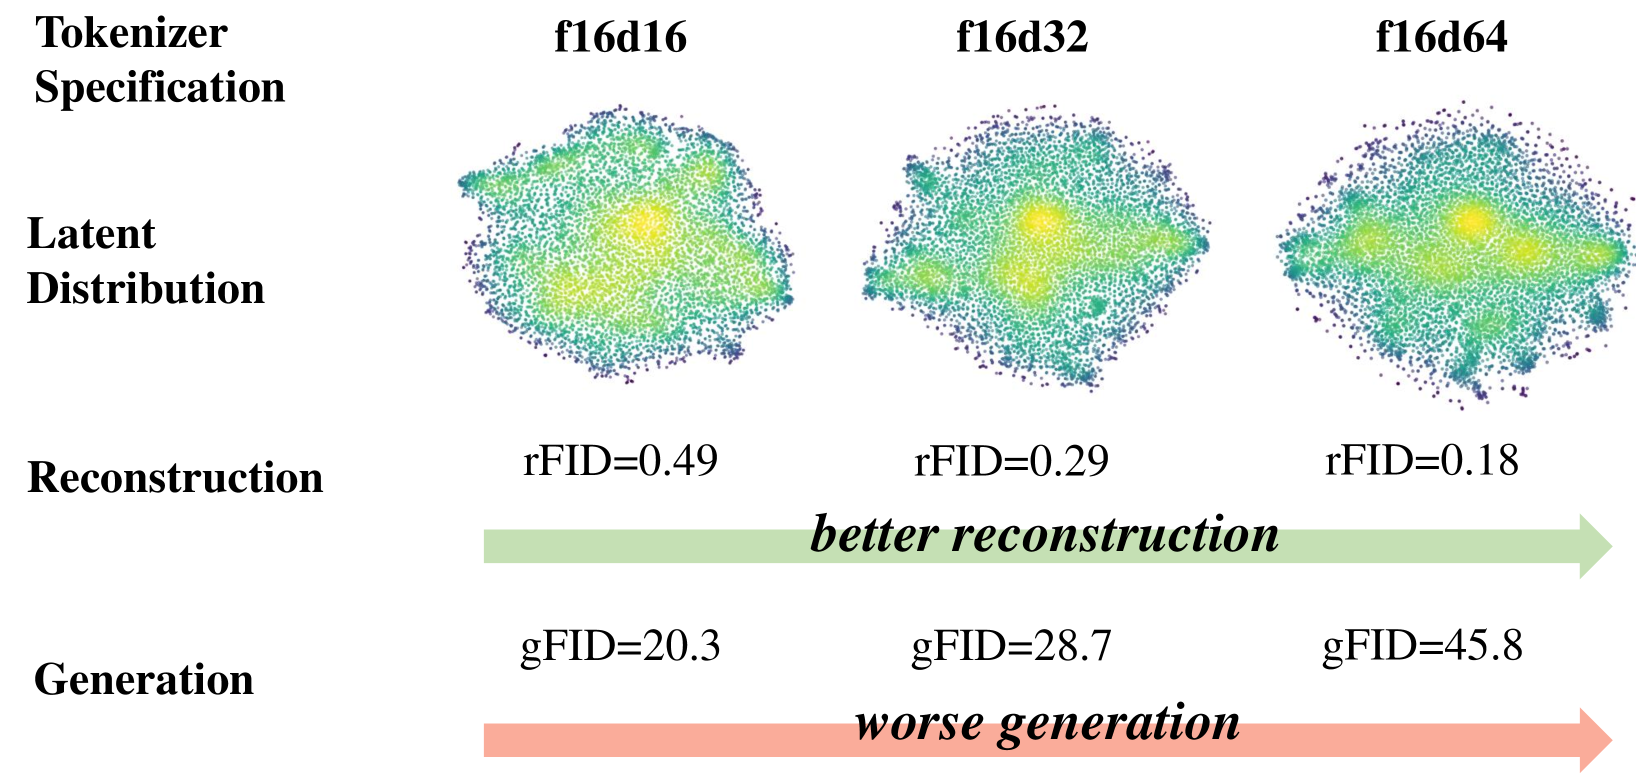 Tokenizer
Specification
f16d16
f16d32
f16d64
Latent
Distribution
Reconstruction
rFID=0.49
rFID=0.29
rFID=0.18
better reconstruction
Generation
gFID=20.3
gFID=28.7
gFID=45.8
worse generation